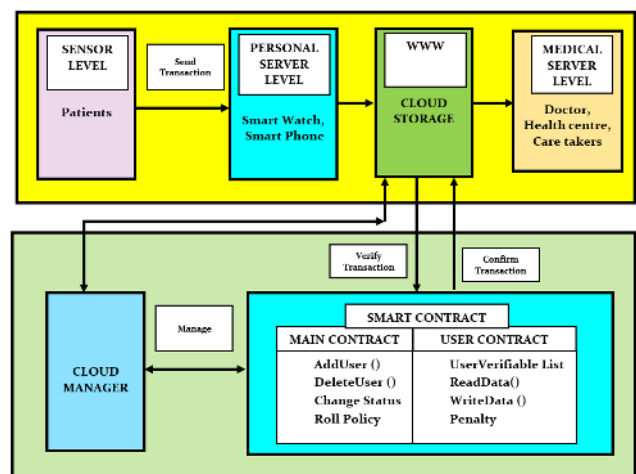 SENSOR
LEVEL
Patients
Send
Transaction
PERSONAL
SERVER
LEVEL
Smart Watch,
Smart Phone
WWW
CLOUD
STORAGE
MEDICAL
SERVER
LEVEL
Doctor,
Health centre,
Care takers
Verify
Transaction
Confirm
Transaction
CLOUD
MANAGER
Manage
SMART CONTRACT
MAIN CONTRACT
AddUser ()
DeleteUser ()
Change Status
Roll Policy
USER CONTRACT
UserVerifiable List
ReadData()
WriteData ()
Penalty